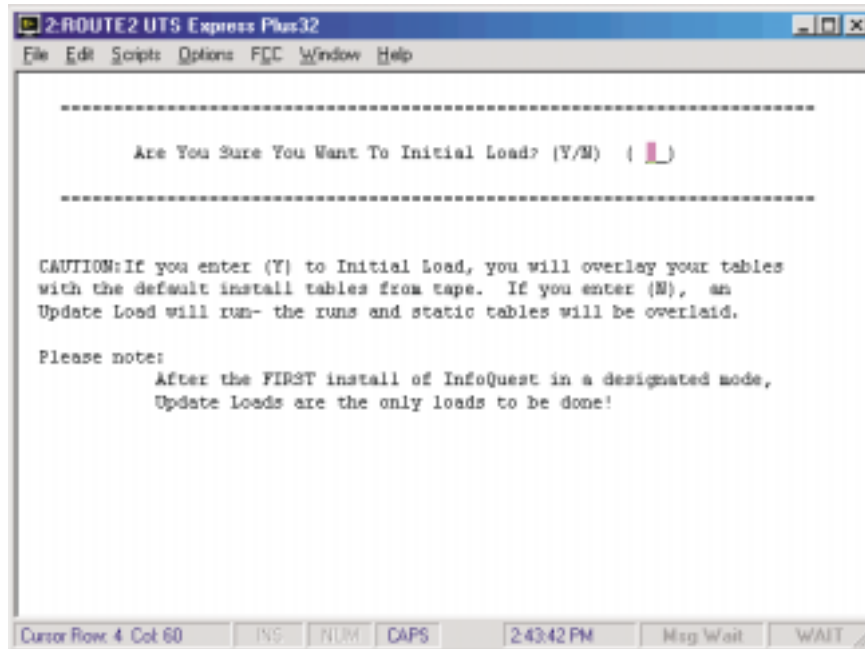 2:ROUTE2 UTS Express Plus32
File Edit Scripts Options FCC Window Help
Are You Sure You Want To Initial Load? (Y/N) ( _)
CAUTION:If you enter (Y) to Initial Load, you will overlay your tables
with the default install tables from tape. If you enter (N), an
Update Load will run- the runs and static tables will be overlaid.
Please note:
After the FIRST install of InfoQuest in a designated mode,
Update Loads are the only loads to be done!
Cursor Row: 4 Col: 60 INS NUM CAPS 2:43:42 PM Msg Wait WAIT